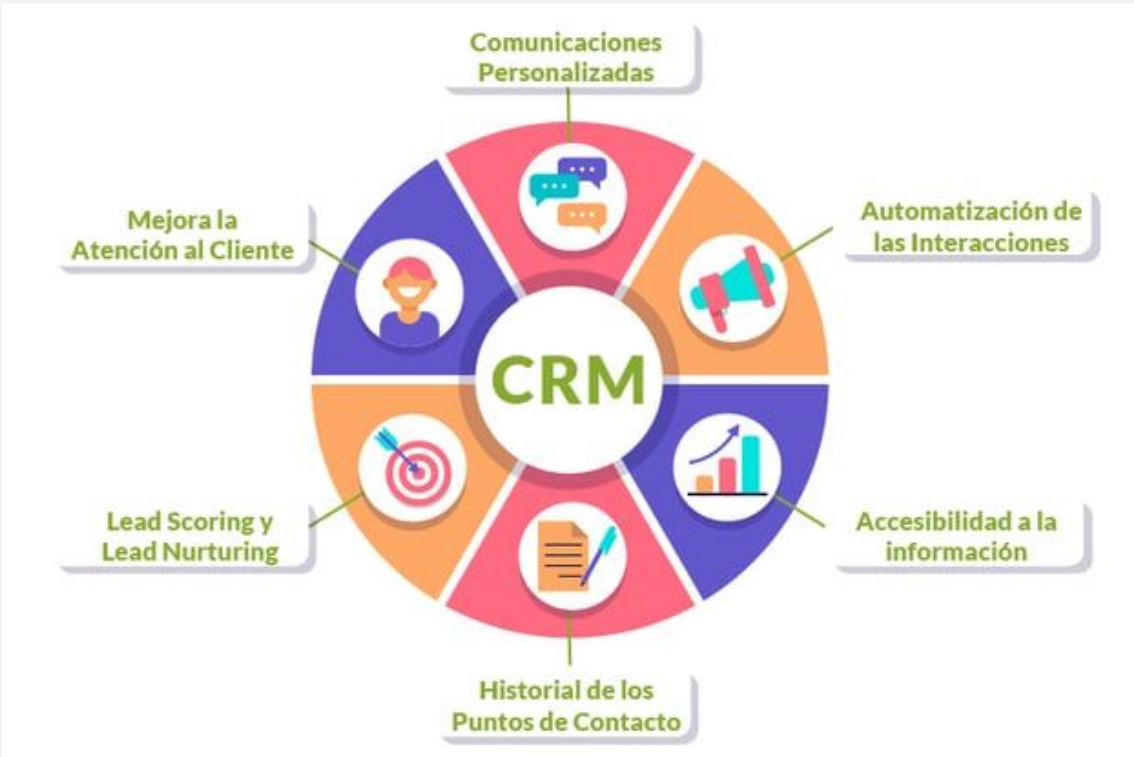 Comunicaciones
Personalizadas
Mejora la
Atención al Cliente
Automatización de
las Interacciones
CRM
Lead Scoring y
Lead Nurturing
Accesibilidad a la
información
Historial de los
Puntos de Contacto